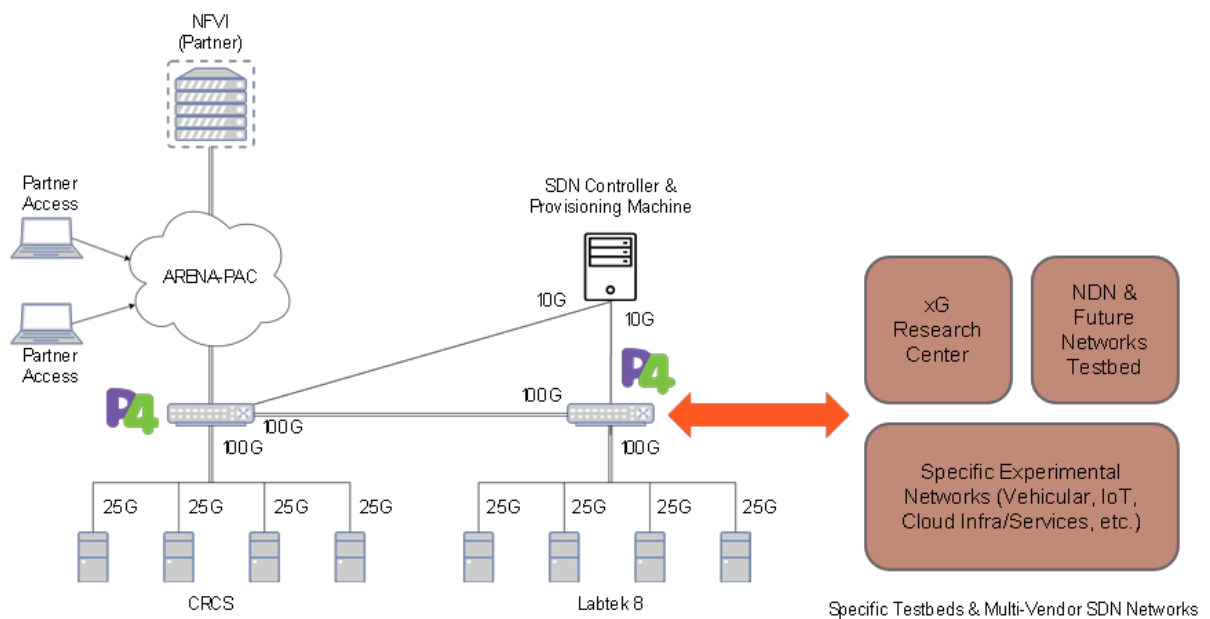 NFVI
(Partner)
Partner
Access
ARENA-PAC
Partner
Access
SDN Controller &
Provisioning Machine
10G
10G
P4
P4
100G
100G
100G
100G
25G
25G
25G
25G
25G
25G
25G
25G
CRCS
Labtek 8
xG
Research
Center
NDN &
Future
Networks
Testbed
Specific Experimental
Networks (Vehicular, IoT,
Cloud Infra/Services, etc.)
Specific Testbeds & Multi-Vendor SDN Networks